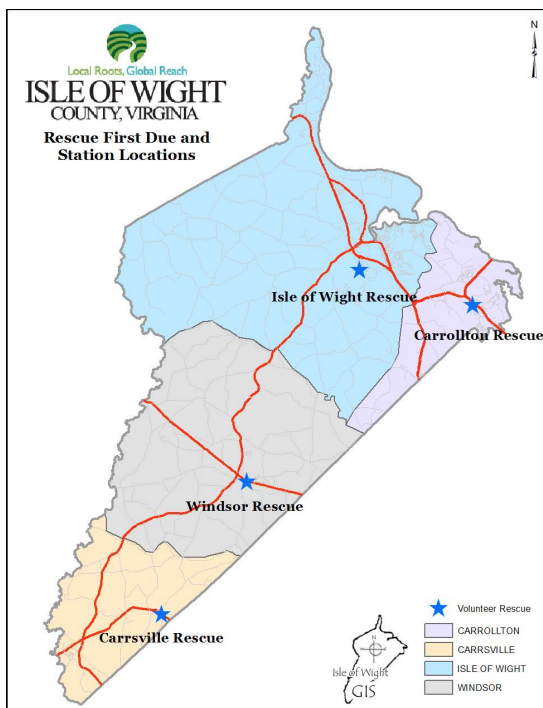 N
Local Roots, Global Reach
ISLE OF WIGHT
COUNTY, VIRGINIA
Rescue First Due and
Station Locations
Isle of Wight Rescue
Carrollton Rescue
Windsor Rescue
Carrsville Rescue
Volunteer Rescue
CARROLLTON
CARRSVILLE
ISLE OF WIGHT
WINDSOR
N
Isle of Wight
GIS